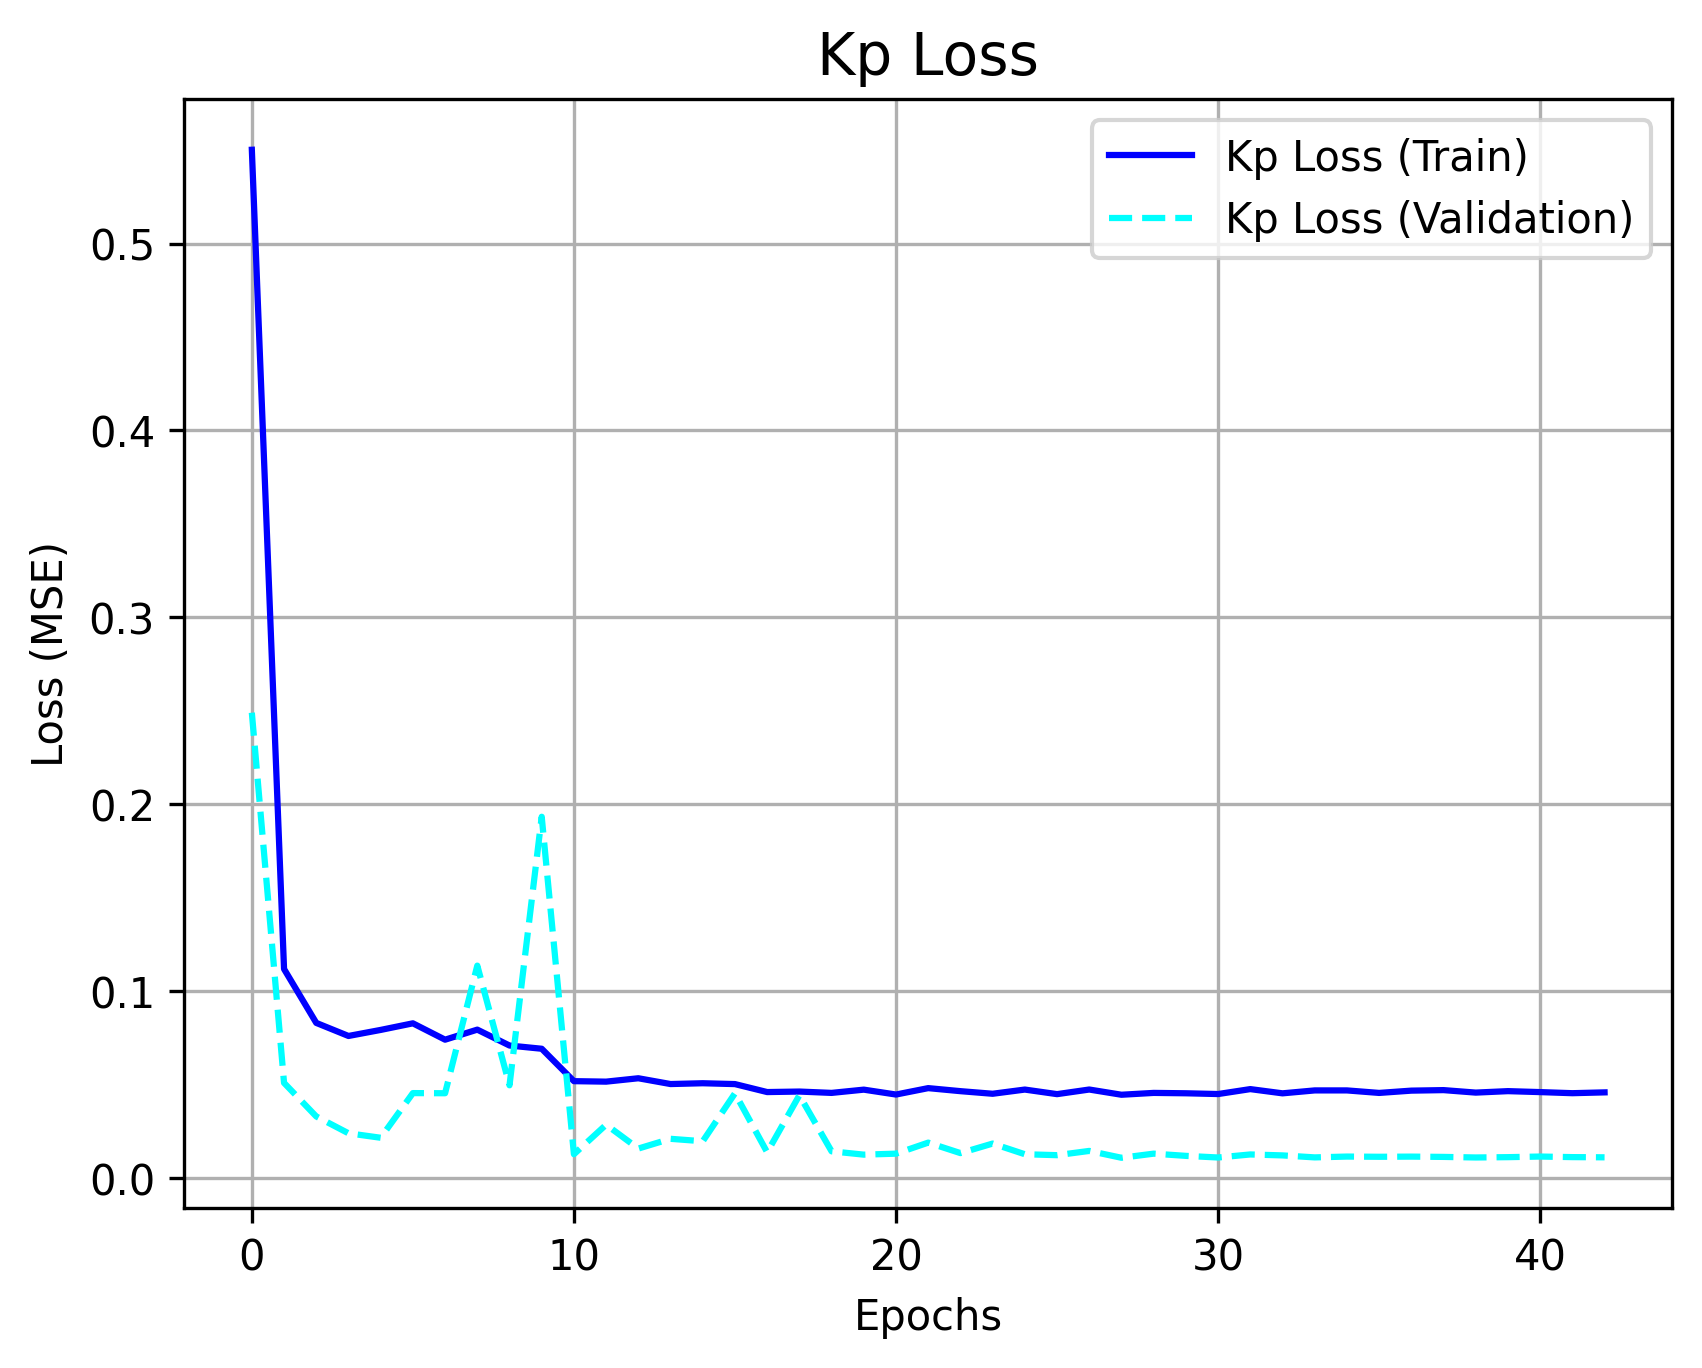 Kp Loss
Kp Loss (Train)
Kp Loss (Validation)
Loss (MSE)
0.5
0.4
0.3
0.2
0.1
0.0
0 10 20 30 40
Epochs